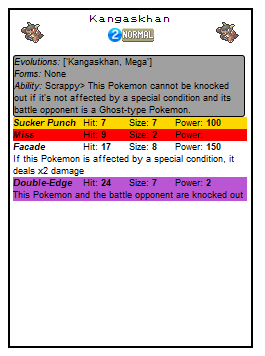 Kangaskhan
2 NORMAL
Evolutions: ['Kangaskhan, Mega']
Forms: None
Ability: Scrappy> This Pokemon cannot be knocked
out if it's not affected by a special condition and its
battle opponent is a Ghost-type Pokemon.
Sucker Punch Hit: 7 Size: 7 Power: 100
Miss Hit: 9 Size: 2 Power:
Facade Hit: 17 Size: 8 Power: 150
If this Pokemon is affected by a special condition, it
deals x2 damage
Double-Edge Hit: 24 Size: 7 Power: 2
This Pokemon and the battle opponent are knocked out